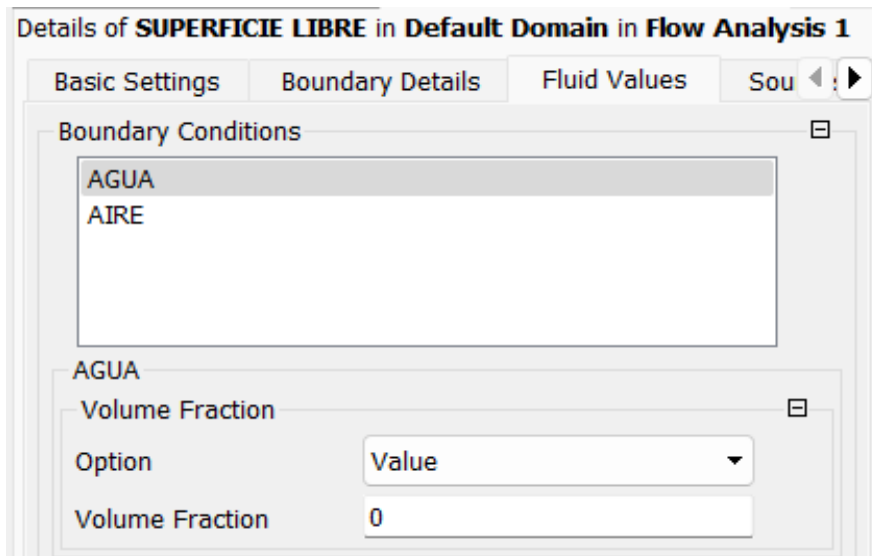 Details of SUPERFICIE LIBRE in Default Domain in Flow Analysis 1
Basic Settings Boundary Details Fluid Values Sou
Boundary Conditions
AGUA
AIRE
AGUA
Volume Fraction
Option Value
Volume Fraction 0